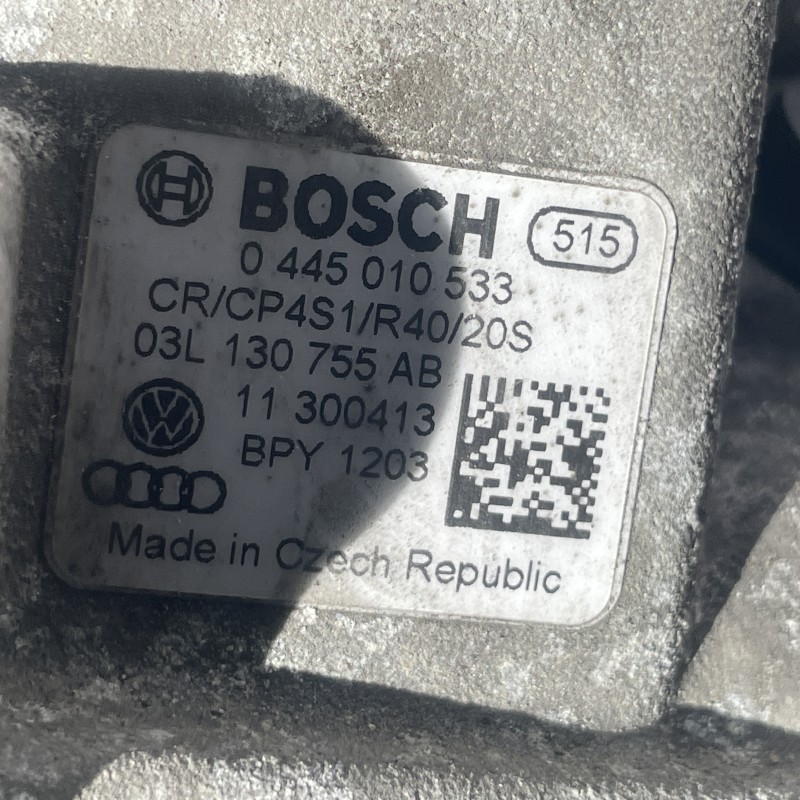 BOSCH 515
0 445 010 533
CR/CP4S1/R40/20S
03L 130 755 AB
11 300413
BPY 1203
Made in Czech Republic